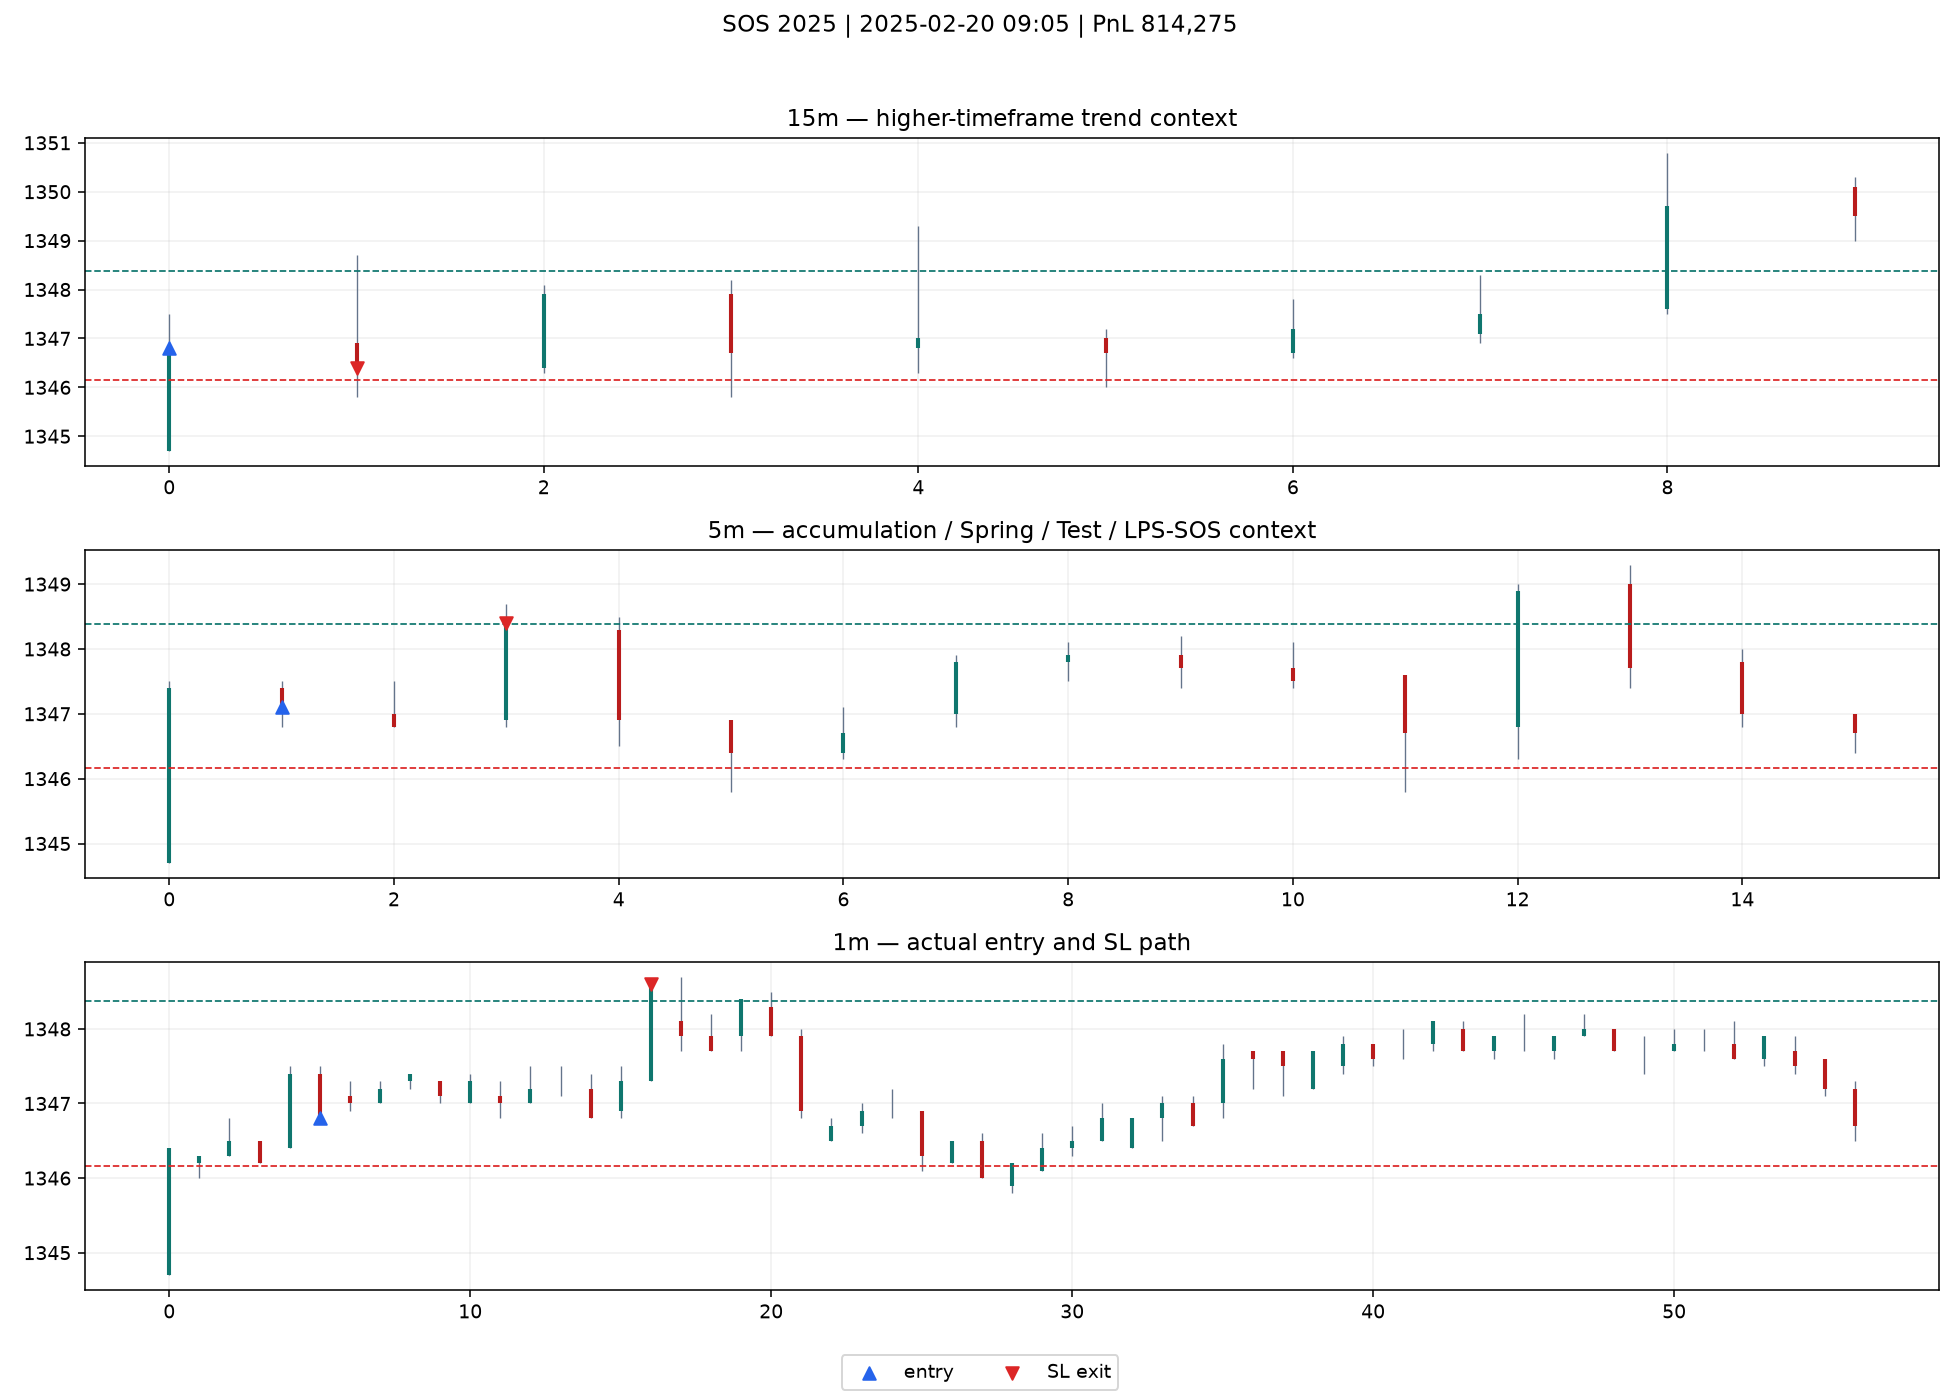 SOS 2025 | 2025-02-20 09:05 | PnL 814,275
15m — higher-timeframe trend context
1351
1350
1349
1348
1347
1346
1345
0 2 4 6 8
5m — accumulation / Spring / Test / LPS-SOS context
1349
1348
1347
1346
1345
0 2 4 6 8 10 12 14
1m — actual entry and SL path
1348
1347
1346
1345
0 10 20 30 40 50
entry SL exit